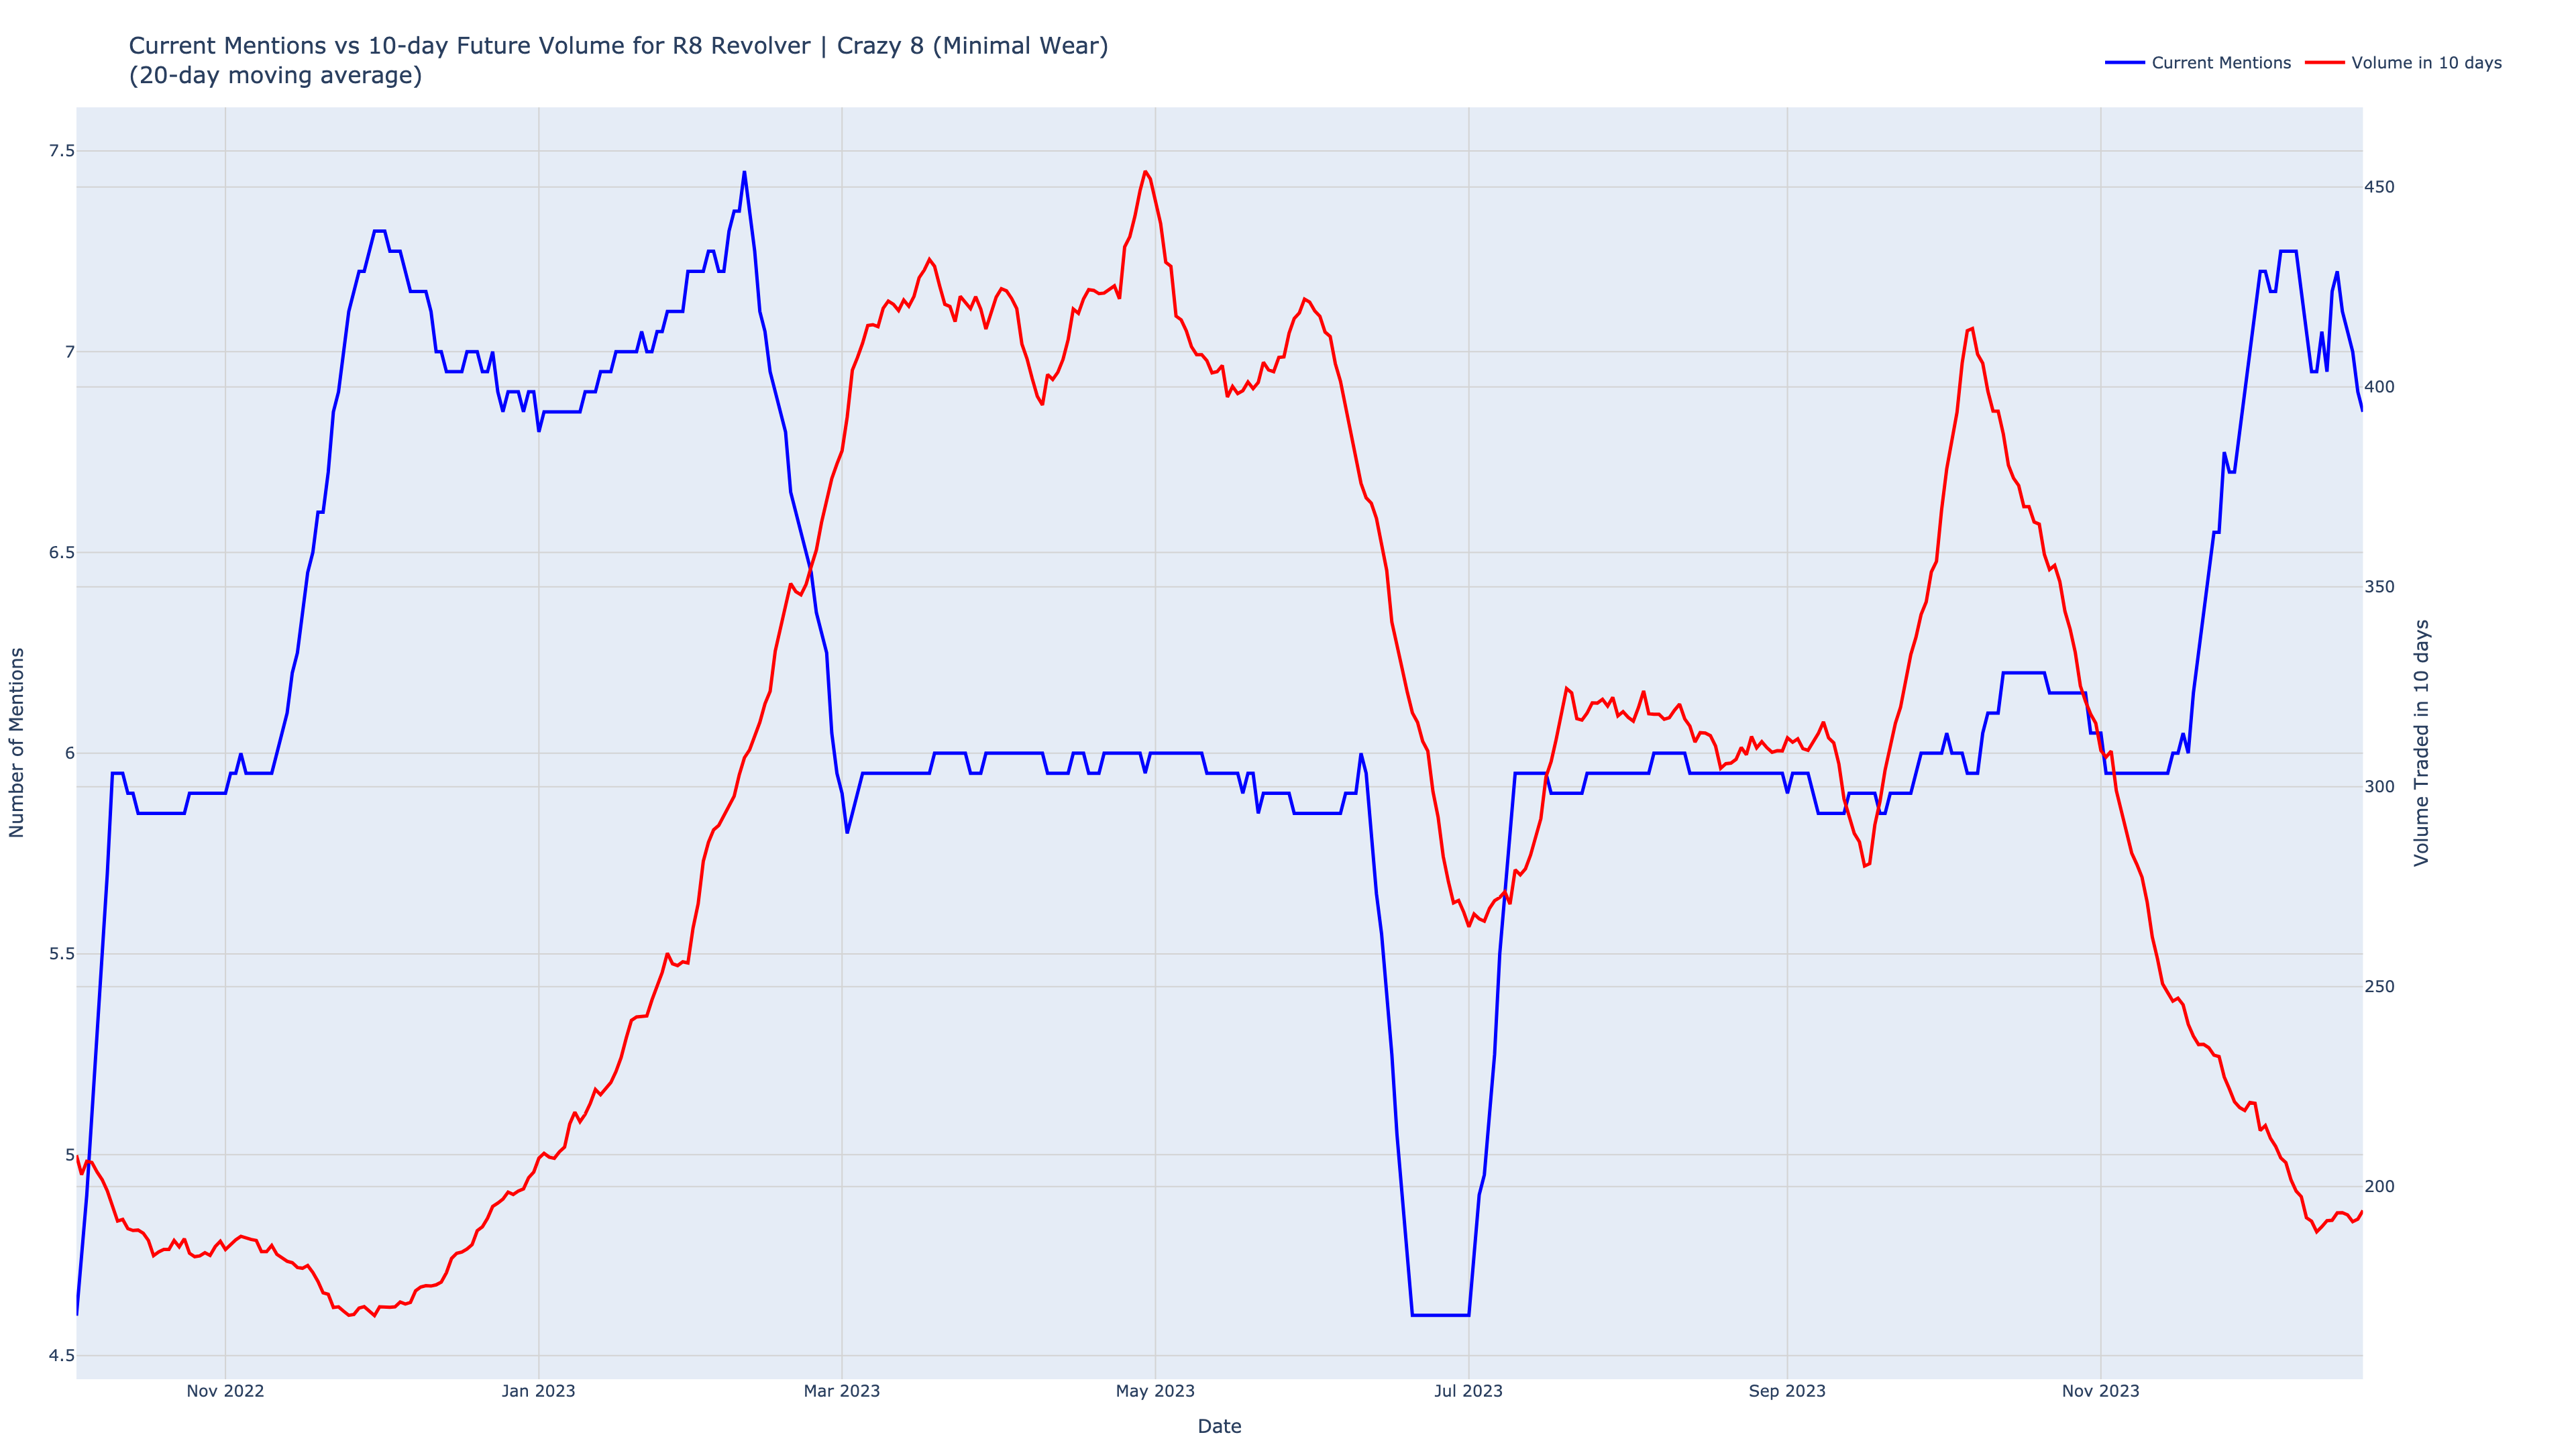 Current Mentions vs 10-day Future Volume for R8 Revolver | Crazy 8 (Minimal Wear)
(20-day moving average)
Current Mentions
Volume in 10 days
7.5
7
6.5
6
5.5
5
4.5
Number of Mentions
450
400
350
300
250
200
Volume Traded in 10 days
Nov 2022
Jan 2023
Mar 2023
May 2023
Jul 2023
Sep 2023
Nov 2023
Date